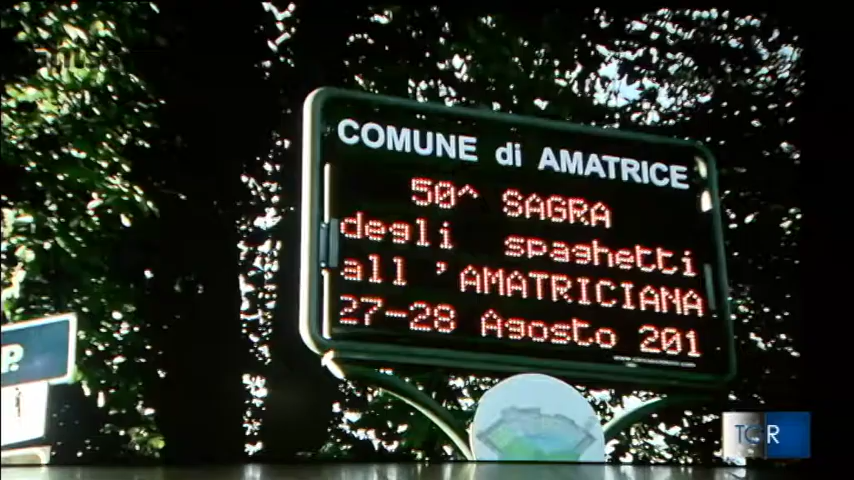 COMUNE di AMATRICE
50^ SAGRA
degli spaghetti
all'AMATRICIANA
27-28 Agosto 201
P.
TGR